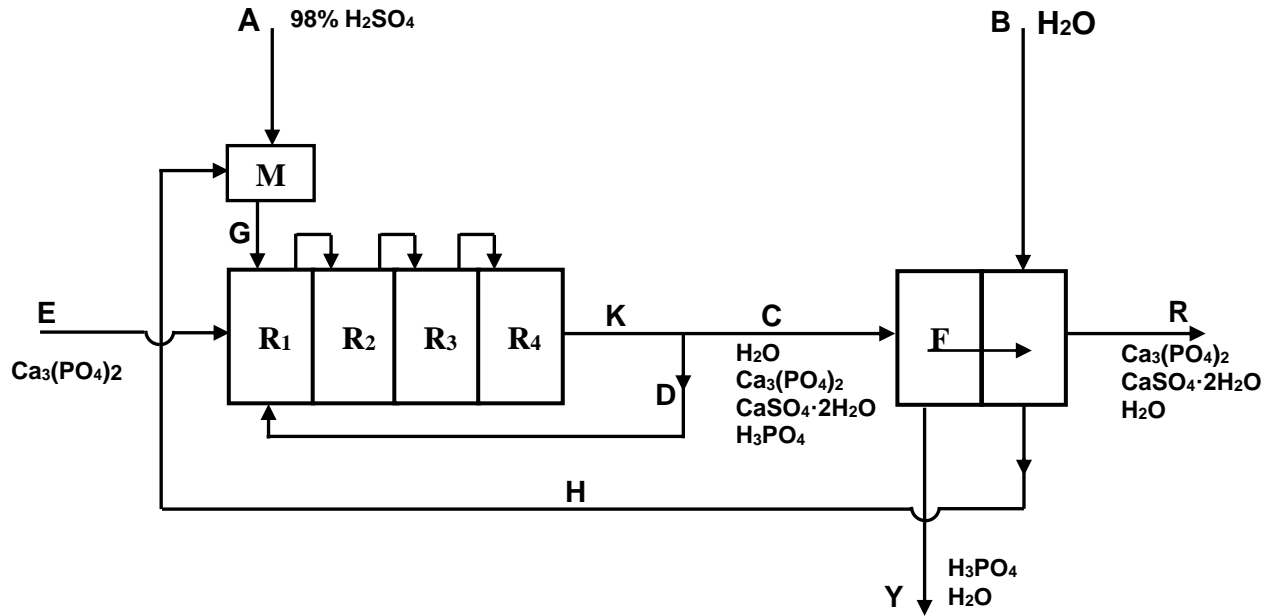 A 98% H₂SO₄
B H₂O
M
G
E
R₁ R₂ R₃ R₄
K
C
F
R
Ca₃(PO₄)2
H₂O
Ca₃(PO₄)₂
CaSO₄·2H₂O
H₃PO₄
Ca₃(PO₄)₂
CaSO₄·2H₂O
H₂O
D
H
Y
H₃PO₄
H₂O